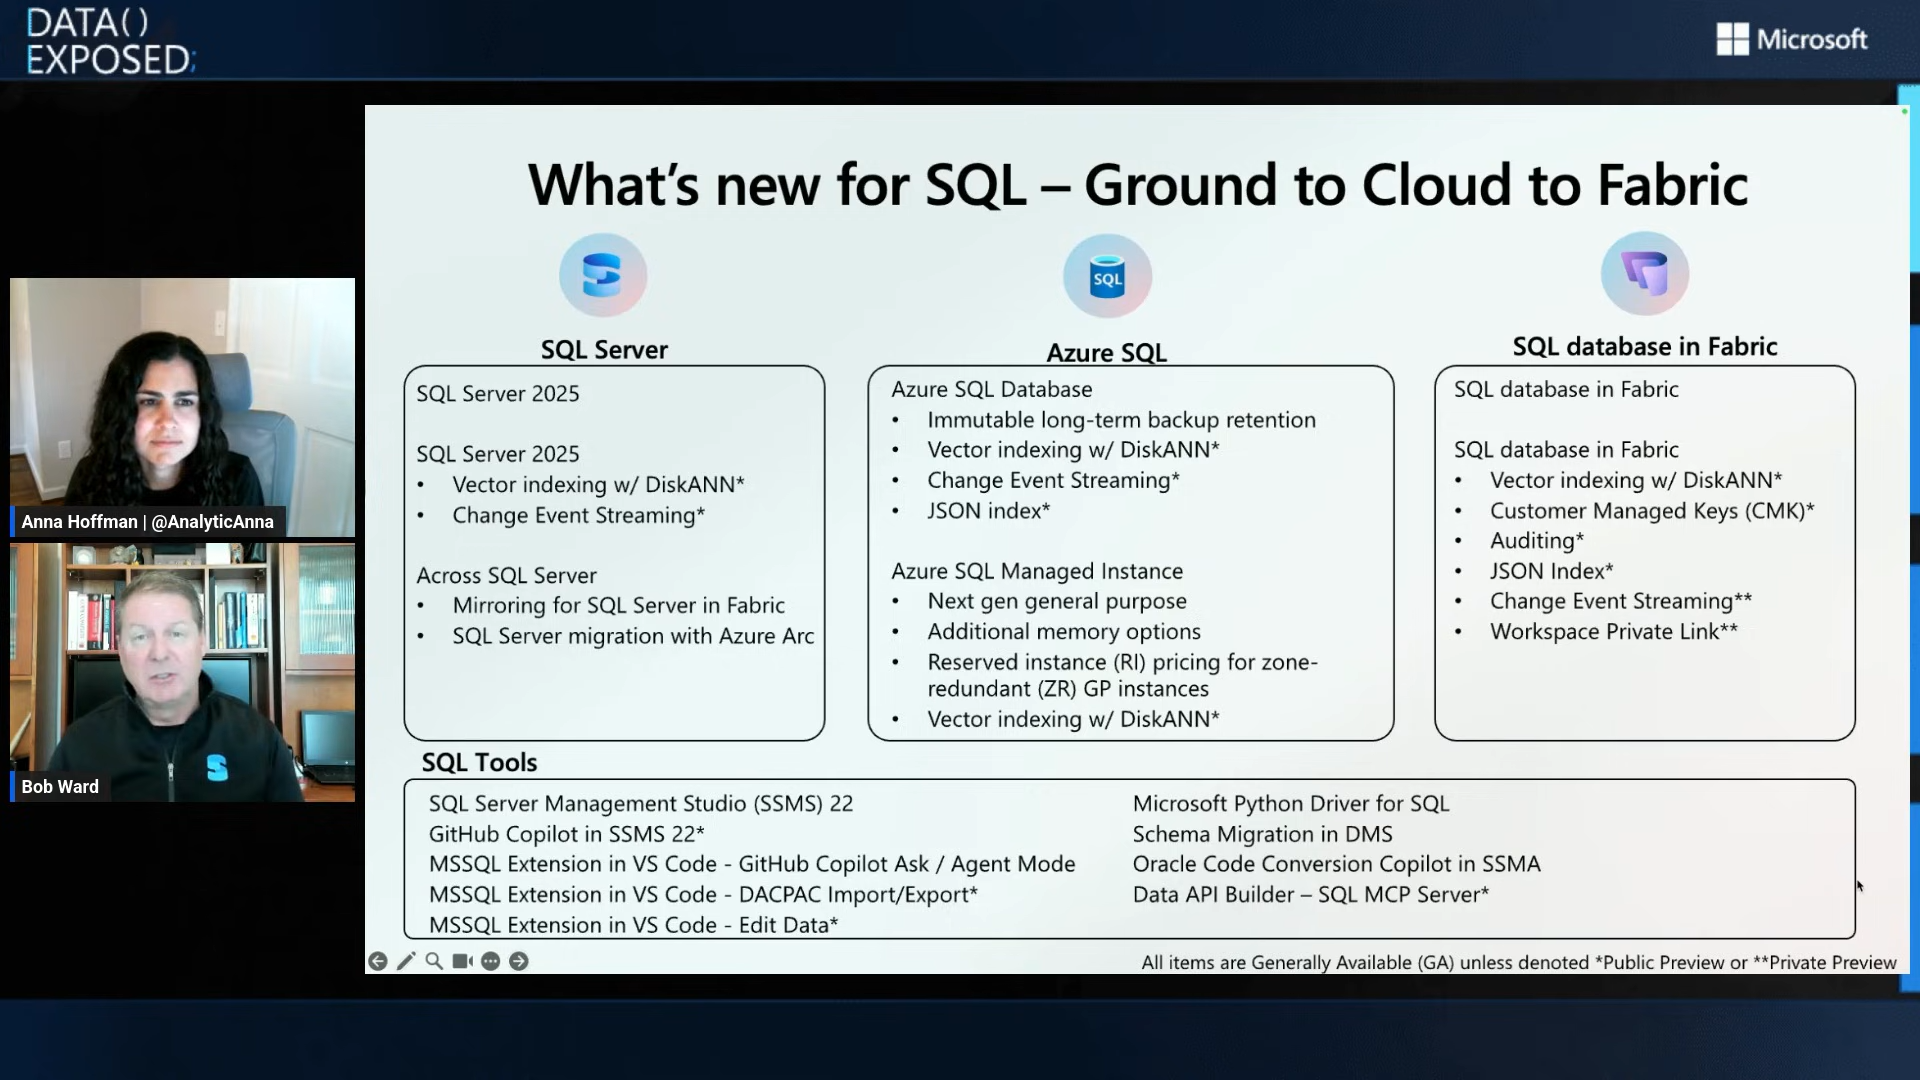 DATA()
EXPOSED;
Microsoft
What's new for SQL – Ground to Cloud to Fabric
SQL
SQL Server
SQL Server 2025
SQL Server 2025
• Vector indexing w/ DiskANN*
• Change Event Streaming*
Across SQL Server
• Mirroring for SQL Server in Fabric
• SQL Server migration with Azure Arc
Azure SQL
Azure SQL Database
• Immutable long-term backup retention
• Vector indexing w/ DiskANN*
• Change Event Streaming*
• JSON index*
Azure SQL Managed Instance
• Next gen general purpose
• Additional memory options
• Reserved instance (RI) pricing for zone-
redundant (ZR) GP instances
• Vector indexing w/ DiskANN*
SQL database in Fabric
SQL database in Fabric
SQL database in Fabric
• Vector indexing w/ DiskANN*
• Customer Managed Keys (CMK)*
• Auditing*
• JSON Index*
• Change Event Streaming**
• Workspace Private Link**
SQL Tools
SQL Server Management Studio (SSMS) 22
GitHub Copilot in SSMS 22*
MSSQL Extension in VS Code - GitHub Copilot Ask / Agent Mode
MSSQL Extension in VS Code - DACPAC Import/Export*
MSSQL Extension in VS Code - Edit Data*
Microsoft Python Driver for SQL
Schema Migration in DMS
Oracle Code Conversion Copilot in SSMA
Data API Builder – SQL MCP Server*
All items are Generally Available (GA) unless denoted *Public Preview or **Private Preview
Anna Hoffman | @AnalyticAnna
Bob Ward